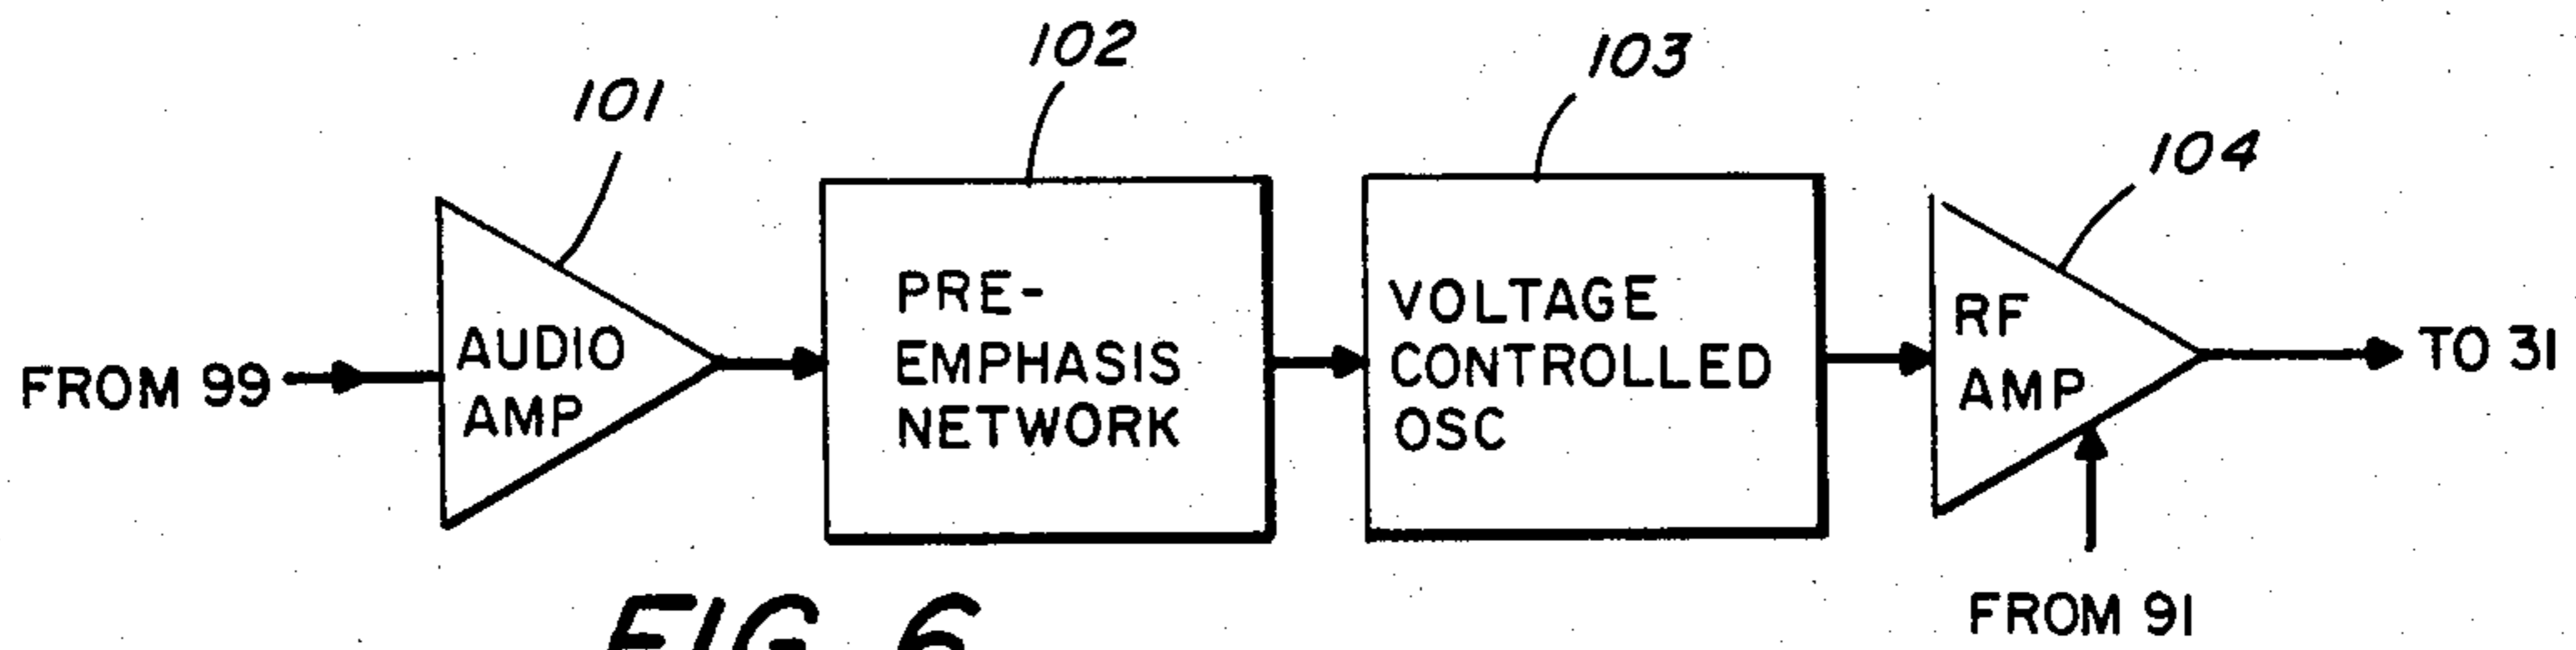 102
103
101
104
PRE-
EMPHASIS
NETWORK
VOLTAGE
CONTROLLED
OSC
RF
AMP
AUDIO
AMP
FROM 99
TO 31
FROM 91
FIG. 6